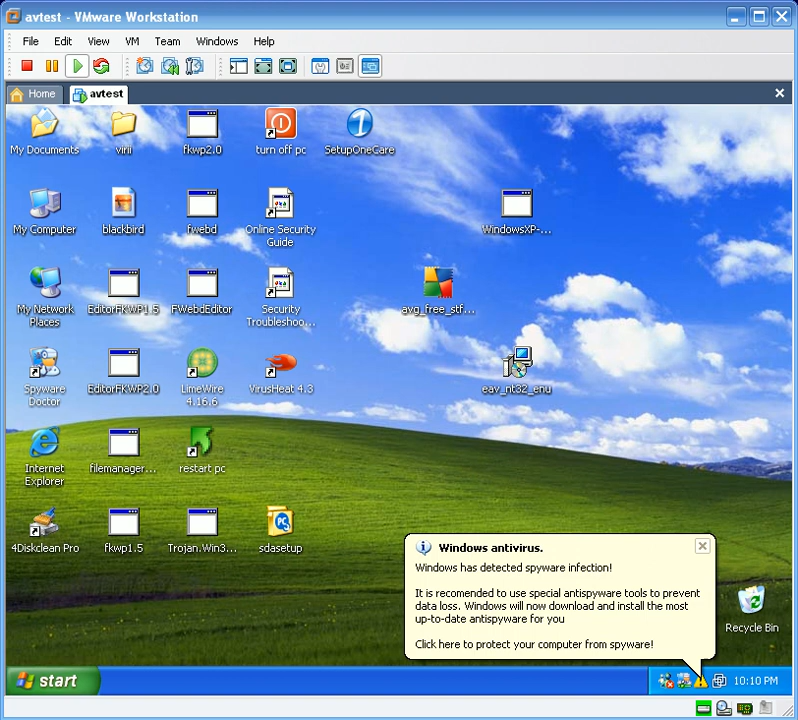 avtest - VMware Workstation
File Edit View VM Team Windows Help
Home avtest
My Documents virii fkwp2.0 turn off pc SetupOneCare
My Computer blackbird fwebd Online Security
Guide
WindowsXP-...
My Network
Places
EditorFKWP1.5 FWebdEditor Security
Troubleshoo...
avg_free_stf...
Spyware
Doctor
EditorFKWP2.0 LimeWire
4.16.6
VirusHeat 4.3 eav_nt32_enu
Internet
Explorer
filemanager... restart pc
4Diskclean Pro fkwp1.5 Trojan.Win3... sdasetup
Windows antivirus.
Windows has detected spyware infection!
It is recomended to use special antispyware tools to prevent
data loss. Windows will now download and install the most
up-to-date antispyware for you
Click here to protect your computer from spyware!
Recycle Bin
start 10:10 PM